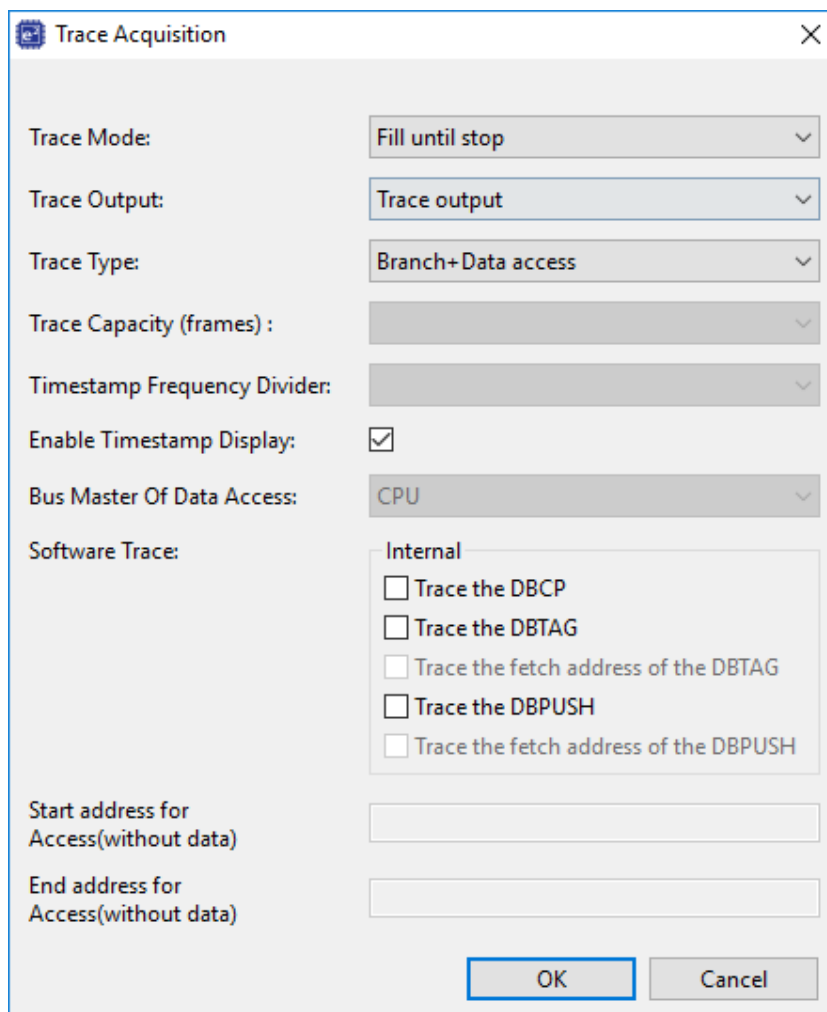 Trace Acquisition
Trace Mode: Fill until stop
Trace Output: Trace output
Trace Type: Branch+Data access
Trace Capacity (frames) :
Timestamp Frequency Divider:
Enable Timestamp Display:
Bus Master Of Data Access: CPU
Software Trace: Internal
Trace the DBCP
Trace the DBTAG
Trace the fetch address of the DBTAG
Trace the DBPUSH
Trace the fetch address of the DBPUSH
Start address for
Access(without data)
End address for
Access(without data)
OK Cancel